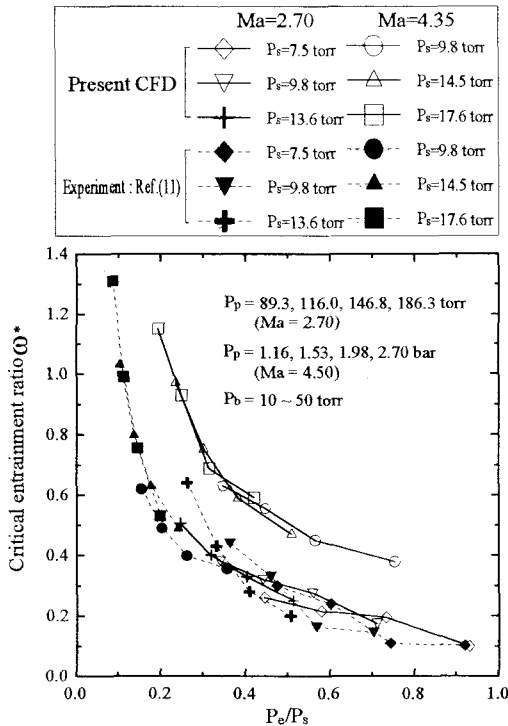 Ma=2.70 Ma=4.35
Ps=7.5 torr Ps=9.8 torr
Present CFD Ps=9.8 torr Ps=14.5 torr
Ps=13.6 torr Ps=17.6 torr
Ps=7.5 torr Ps=9.8 torr
Experiment : Ref.(11) Ps=9.8 torr Ps=14.5 torr
Ps=13.6 torr Ps=17.6 torr
1.4
1.2
1.0
0.8
0.6
0.4
0.2
0.0
Critical entrainment ratio ω*
Pp = 89.3, 116.0, 146.8, 186.3 torr
(Ma = 2.70)
Pp = 1.16, 1.53, 1.98, 2.70 bar
(Ma = 4.50)
Pb = 10 ~ 50 torr
0.0 0.2 0.4 0.6 0.8 1.0
Pe/Ps